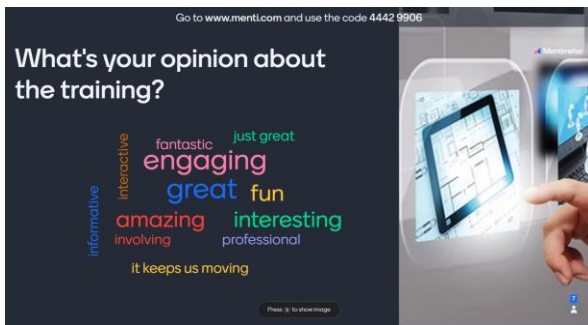 Go to www.menti.com and use the code 4442 9906
Mentimeter
What's your opinion about
the training?
just great
fantastic
interactive
engaging
great
fun
informative
amazing
interesting
involving
professional
it keeps us moving
Press to show image
7